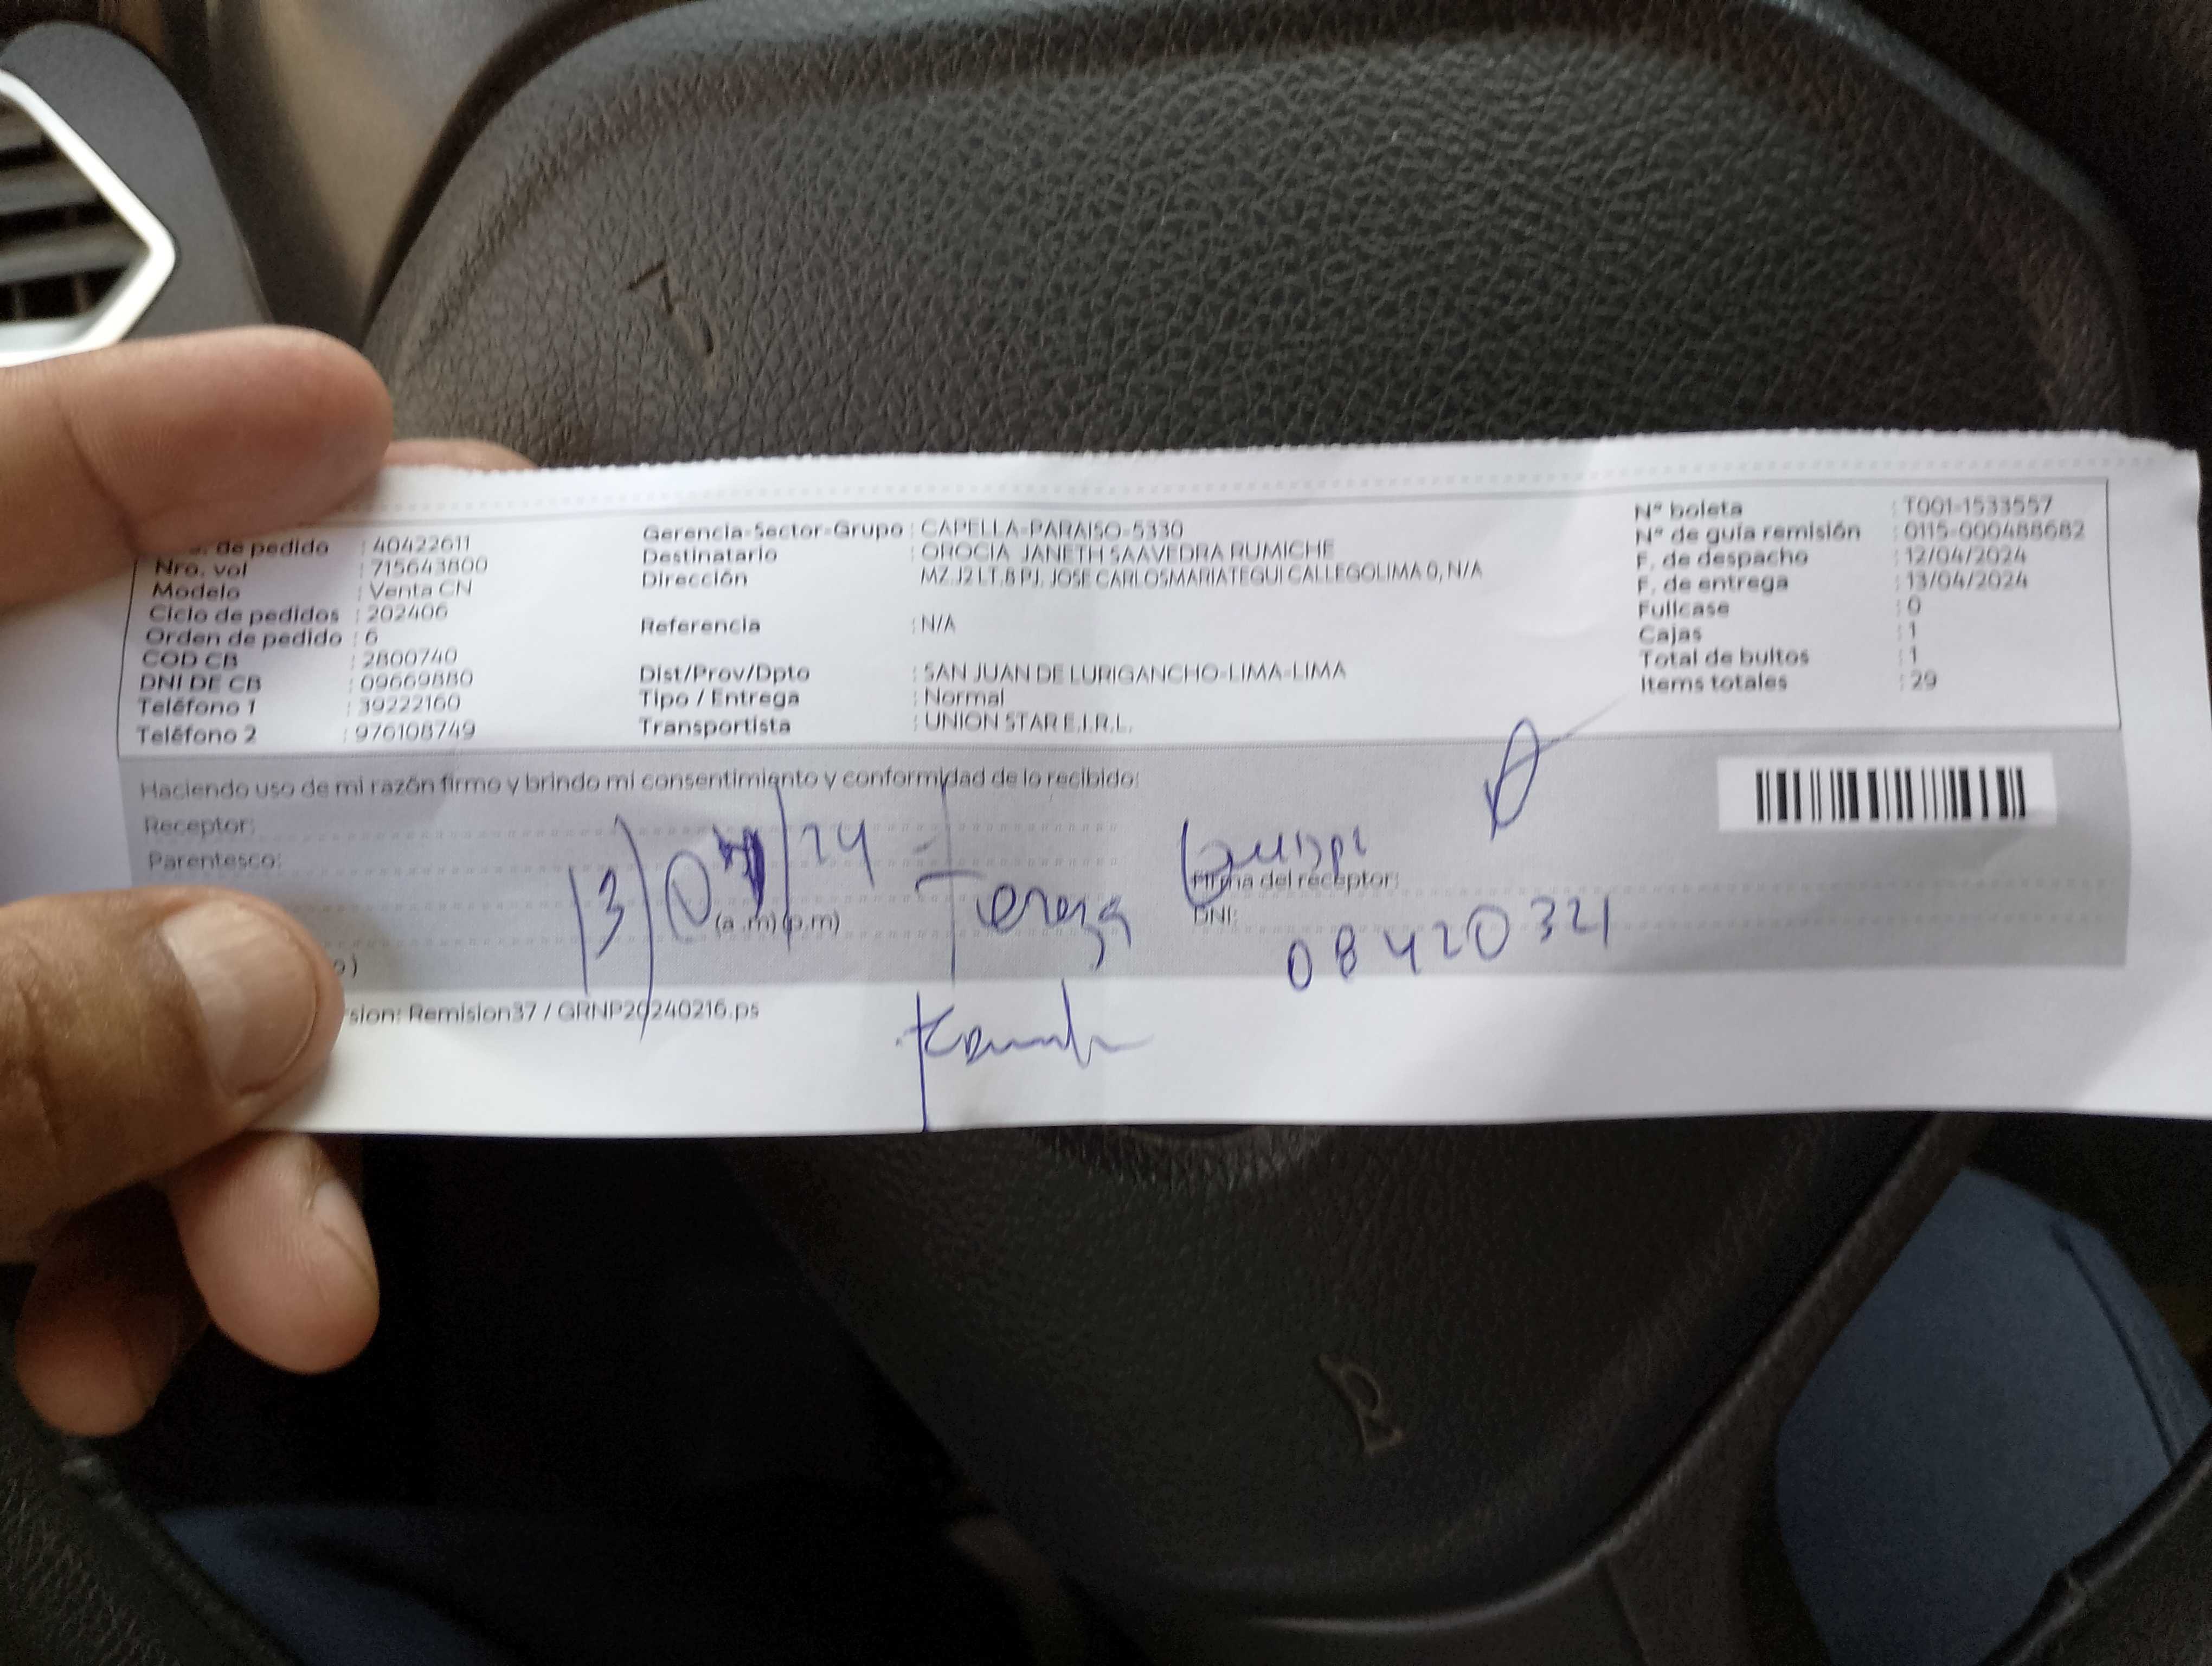 de pedido : 40422611
Nro. vol : 715643800
Modelo : Venta CN
Ciclo de pedidos : 202406
Orden de pedido : 6
COD CB : 2800740
DNI DE CB : 09669880
Teléfono 1 : 39222160
Teléfono 2 : 976108749
Gerencia-Sector-Grupo : CAPELLA-PARAISO-5330
Destinatario : OROCIA JANETH SAAVEDRA RUMICHE
Dirección MZ.J2 LT.8 PJ. JOSE CARLOSMARIATEGUI CALLEGOLIMA 0, N/A
Referencia : N/A
Dist/Prov/Dpto : SAN JUAN DE LURIGANCHO-LIMA-LIMA
Tipo / Entrega : Normal
Transportista : UNION STAR E.I.R.L.
N° boleta : T001-1533557
N° de guía remisión : 0115-000488682
F. de despacho : 12/04/2024
F. de entrega : 13/04/2024
Fullcase : 0
Cajas : 1
Total de bultos : 1
Items totales : 29
Haciendo uso de mi razón firmo y brindo mi consentimiento y conformidad de lo recibido:
Receptor:
Parentesco:
13/04/24 Tereza Quispe
(a .m) (p.m)
Firma del receptor:
DNI:
08420321
sion: Remision37 / GRNP20240216.ps